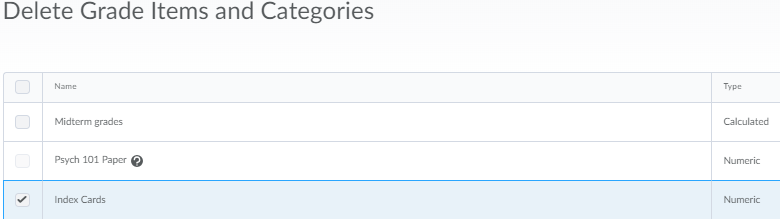 Delete Grade Items and Categories
Name Type
Midterm grades Calculated
Psych 101 Paper ? Numeric
Index Cards Numeric